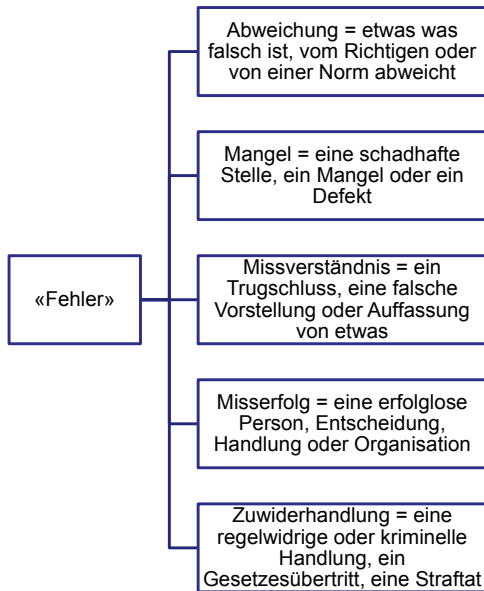 Abweichung = etwas was
falsch ist, vom Richtigen oder
von einer Norm abweicht
Mangel = eine schadhafte
Stelle, ein Mangel oder ein
Defekt
«Fehler»
Missverständnis = ein
Trugschluss, eine falsche
Vorstellung oder Auffassung
von etwas
Misserfolg = eine erfolglose
Person, Entscheidung,
Handlung oder Organisation
Zuwiderhandlung = eine
regelwidrige oder kriminelle
Handlung, ein
Gesetzesübertritt, eine Straftat